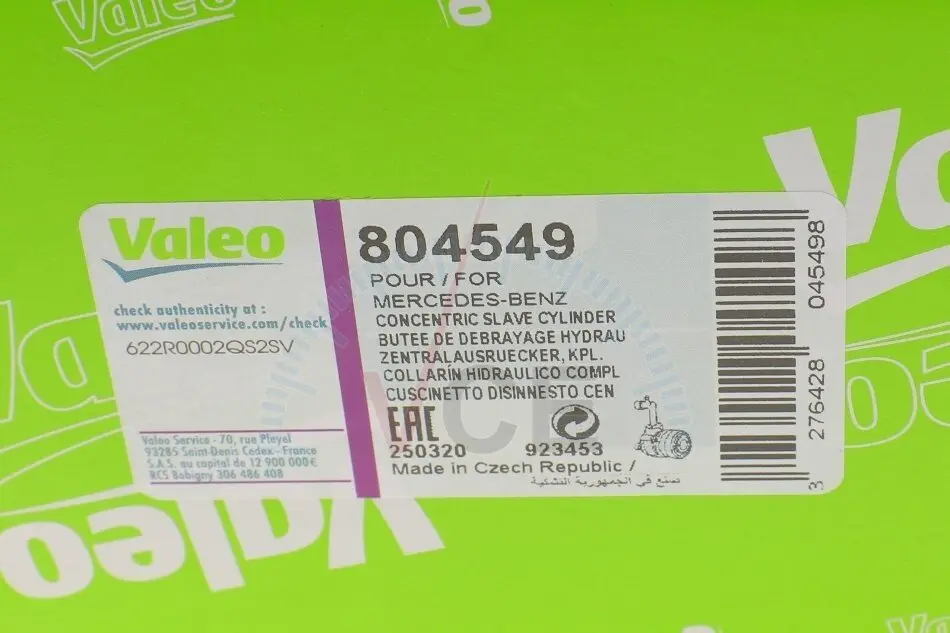 Valeo
Valeo
Valeo
check authenticity at :
www.valeoservice.com/check
622R0002QS2SV
Valeo Service - 70, rue Pleyel
93285 Saint-Denis Cédex - France
S.A.S. au capital de 12 900 000€
RCS Bobigny 306 486 408
804549
POUR / FOR
MERCEDES-BENZ
CONCENTRIC SLAVE CYLINDER
BUTEE DE DEBRAYAGE HYDRAU
ZENTRALAUSRUECKER, KPL.
COLLARÍN HIDRAULICO COMPL
CUSCINETTO DISINNESTO CEN
EAC
250320 923453
Made in Czech Republic /
صنع في الجمهورية التشيكية
3 276428 045498